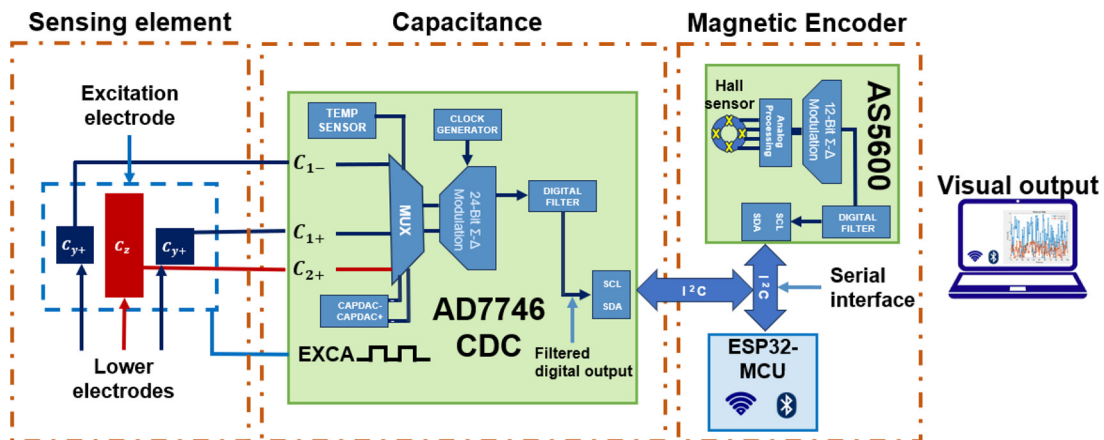 Sensing element
Capacitance
Magnetic Encoder
Excitation
electrode
C1-
C1+
C2+
Cy+
Cz
Cy+
Lower
electrodes
TEMP
SENSOR
CLOCK
GENERATOR
MUX
24-Bit Σ-Δ
Modulation
DIGITAL
FILTER
CAPDAC-
CAPDAC+
AD7746
CDC
EXCA
Filtered
digital output
SCL
SDA
I²C
Hall
sensor
Analog
Processing
12-Bit Σ-Δ
Modulation
AS5600
SDA
SCL
DIGITAL
FILTER
I²C
Serial
interface
ESP32-
MCU
Visual output